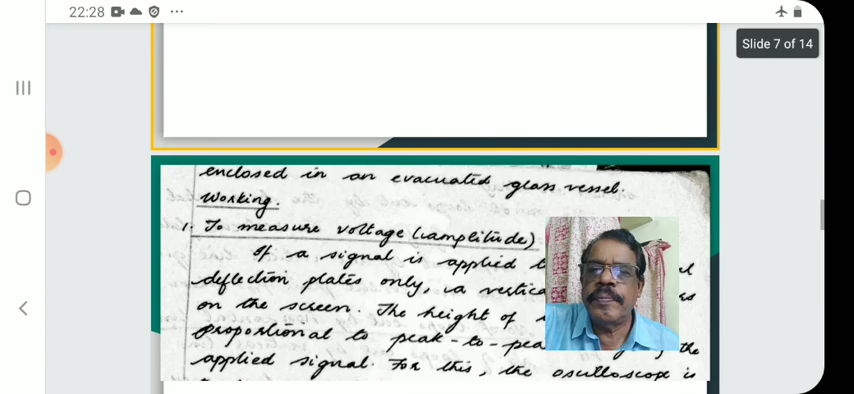 22:28
Slide 7 of 14
enclosed in an evacuated glass vessel.
Working.
1. To measure voltage (amplitude)
If a signal is applied
deflection plates only, a
on the screen. The height of
proportional to peak-to- the
applied signal. For this, the oscilloscope is